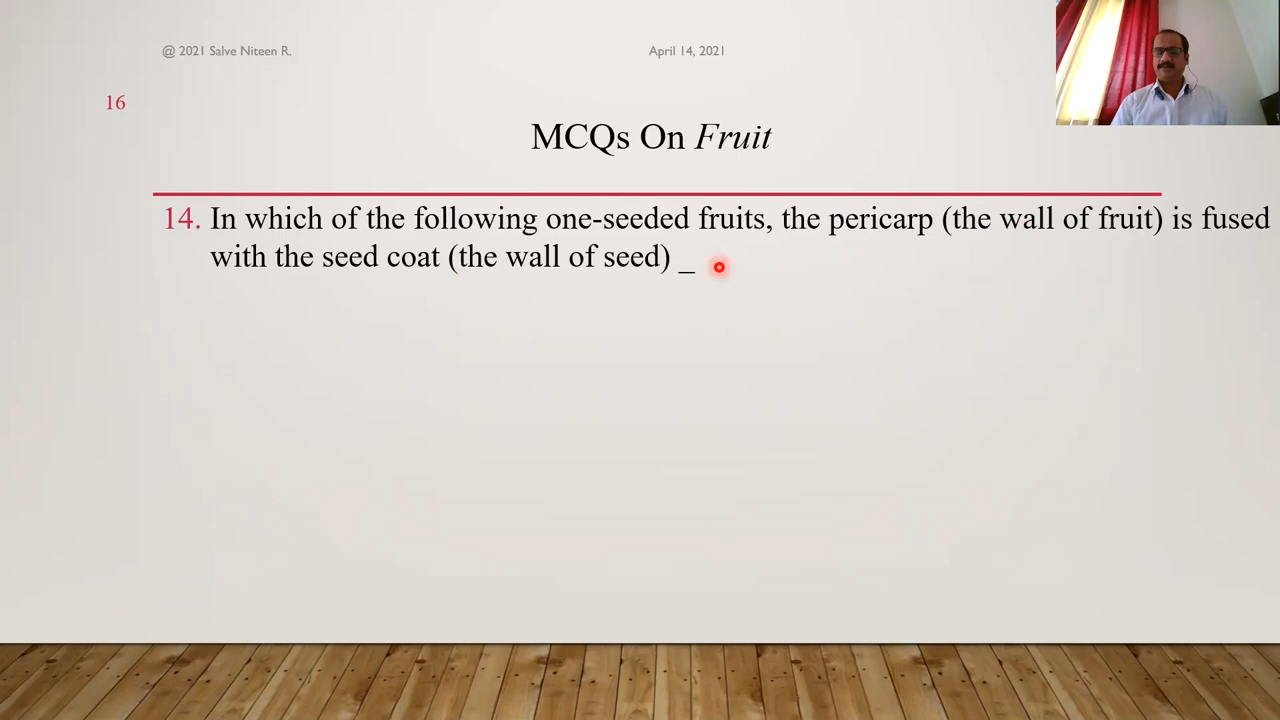 @ 2021 Salve Niteen R.
April 14, 2021
16
MCQs On Fruit
14. In which of the following one-seeded fruits, the pericarp (the wall of fruit) is fused
with the seed coat (the wall of seed) _